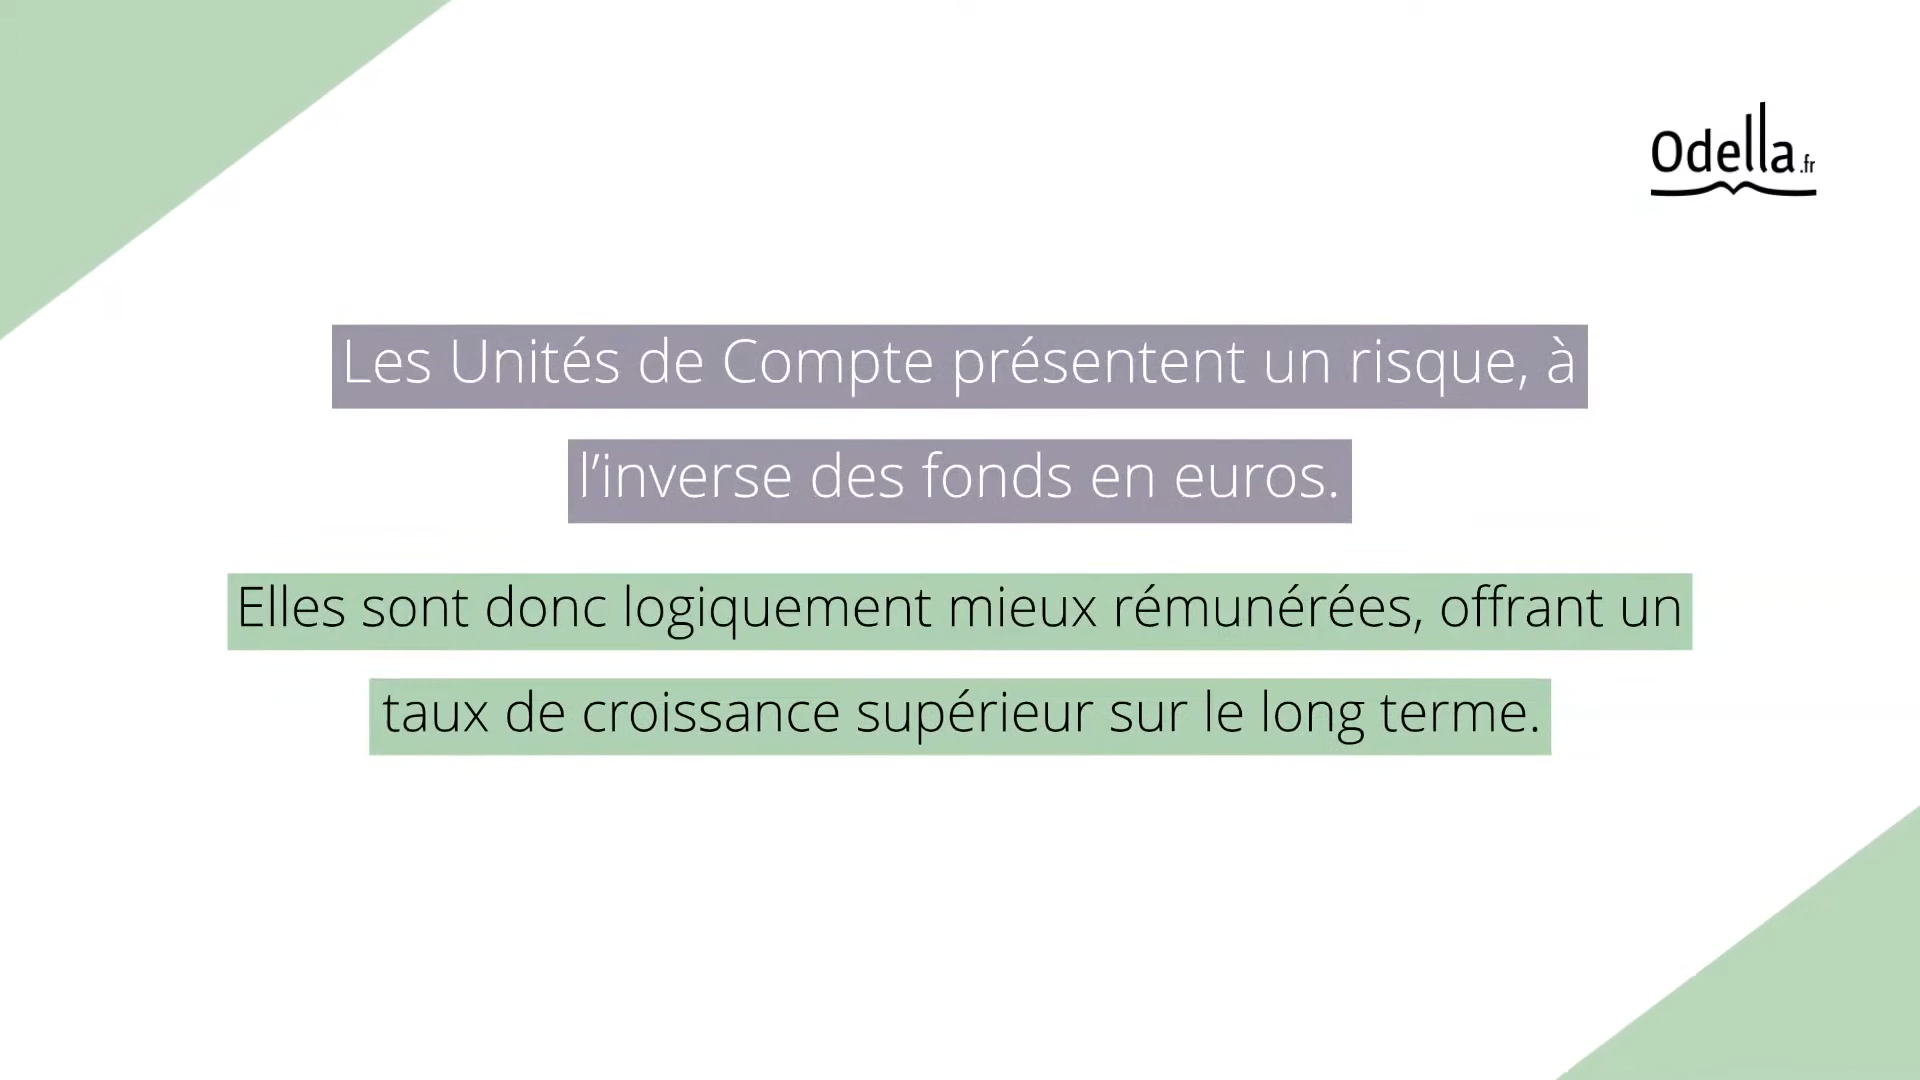 Odella.fr
Les Unités de Compte présentent un risque, à
l’inverse des fonds en euros.
Elles sont donc logiquement mieux rémunérées, offrant un
taux de croissance supérieur sur le long terme.